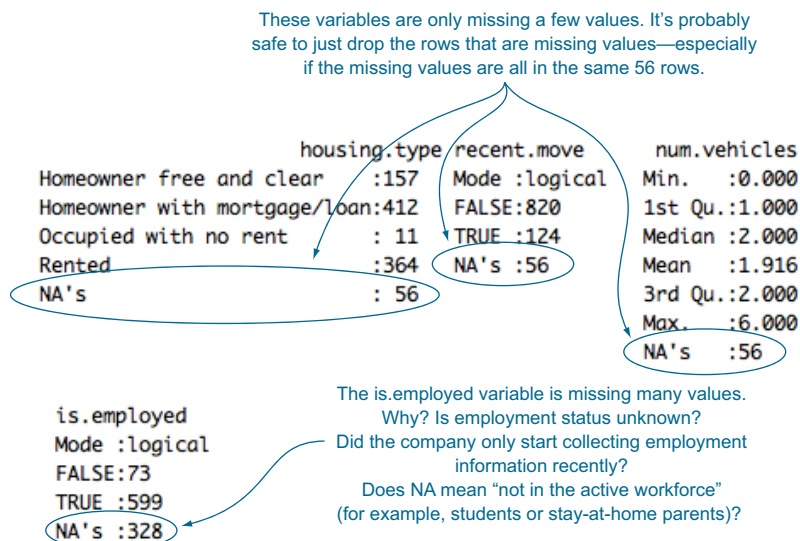 These variables are only missing a few values. It's probably
safe to just drop the rows that are missing values—especially
if the missing values are all in the same 56 rows.
housing.type recent.move num.vehicles
Homeowner free and clear :157 Mode :logical Min. :0.000
Homeowner with mortgage/loan:412 FALSE:820 1st Qu.:1.000
Occupied with no rent : 11 TRUE :124 Median :2.000
Rented :364 NA's :56 Mean :1.916
NA's : 56 3rd Qu.:2.000
Max. :6.000
NA's :56
is.employed
Mode :logical
FALSE:73
TRUE :599
NA's :328
The is.employed variable is missing many values.
Why? Is employment status unknown?
Did the company only start collecting employment
information recently?
Does NA mean “not in the active workforce”
(for example, students or stay-at-home parents)?